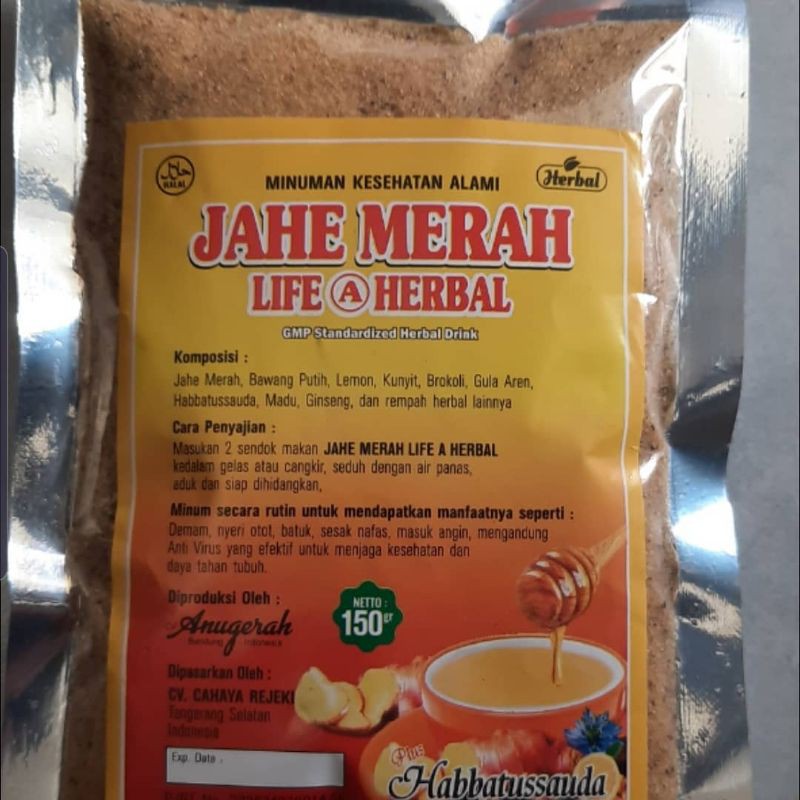 حلال
HALAL
Herbal
MINUMAN KESEHATAN ALAMI
JAHE MERAH
LIFE A HERBAL
GMP Standardized Herbal Drink
Komposisi :
Jahe Merah, Bawang Putih, Lemon, Kunyit, Brokoli, Gula Aren,
Habbatussauda, Madu, Ginseng, dan rempah herbal lainnya
Cara Penyajian :
Masukan 2 sendok makan JAHE MERAH LIFE A HERBAL
kedalam gelas atau cangkir, seduh dengan air panas,
aduk dan siap dihidangkan,
Minum secara rutin untuk mendapatkan manfaatnya seperti :
Demam, nyeri otot, batuk, sesak nafas, masuk angin, mengandung
Anti Virus yang efektif untuk menjaga kesehatan dan
daya tahan tubuh.
Diproduksi Oleh :
CV Anugerah
Bandung Indonesia
NETTO :
150gr
Dipasarkan Oleh :
CV. CAHAYA REJEKI
Tangerang Selatan
Indonesia
Exp. Date :
Plus
Habbatussauda